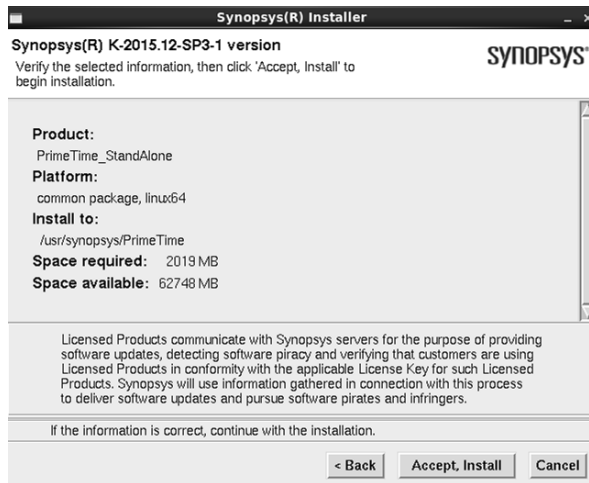 Synopsys(R) Installer
Synopsys(R) K-2015.12-SP3-1 version
Verify the selected information, then click 'Accept, Install' to
begin installation.
SYNOPSYS
Product:
PrimeTime_StandAlone
Platform:
common package, linux64
Install to:
/usr/synopsys/PrimeTime
Space required: 2019 MB
Space available: 62748 MB
Licensed Products communicate with Synopsys servers for the purpose of providing
software updates, detecting software piracy and verifying that customers are using
Licensed Products in conformity with the applicable License Key for such Licensed
Products. Synopsys will use information gathered in connection with this process
to deliver software updates and pursue software pirates and infringers.
If the information is correct, continue with the installation.
< Back Accept, Install Cancel